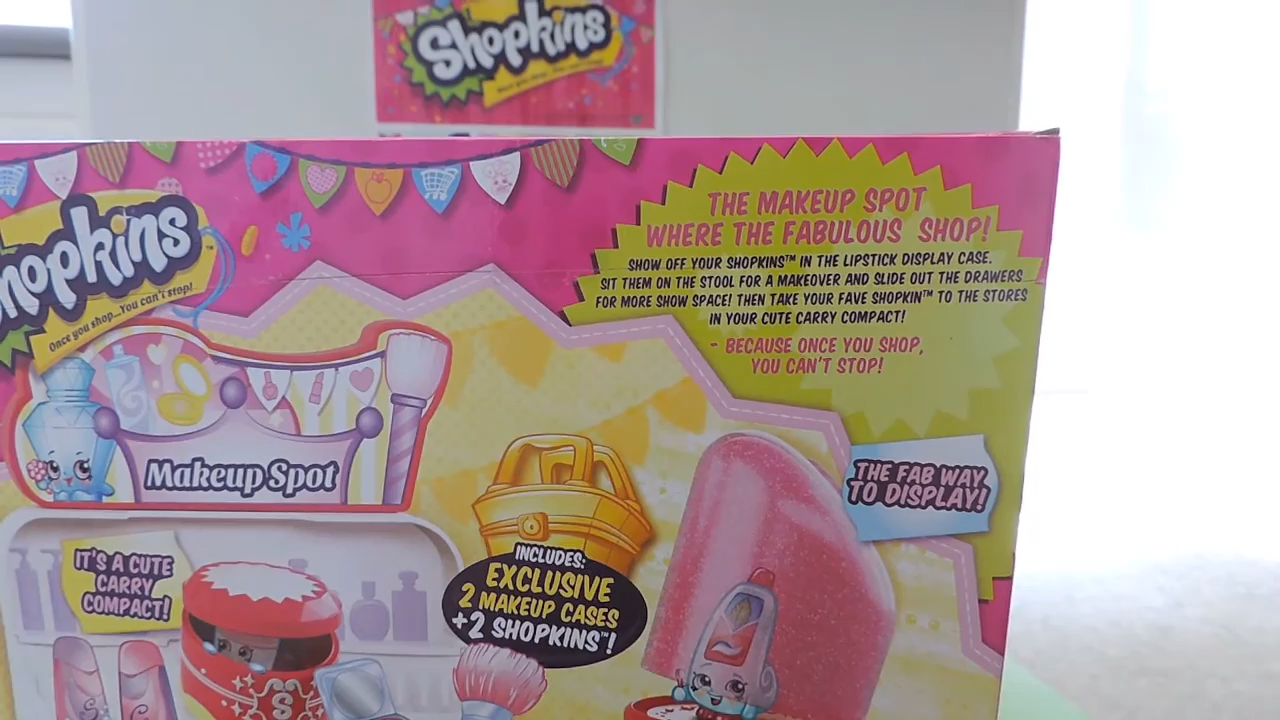 Shopkins
THE MAKEUP SPOT
WHERE THE FABULOUS SHOP!
SHOW OFF YOUR SHOPKINS™ IN THE LIPSTICK DISPLAY CASE.
SIT THEM ON THE STOOL FOR A MAKEOVER AND SLIDE OUT THE DRAWERS
FOR MORE SHOW SPACE! THEN TAKE YOUR FAVE SHOPKIN™ TO THE STORES
IN YOUR CUTE CARRY COMPACT!
- BECAUSE ONCE YOU SHOP,
YOU CAN'T STOP!
hopkins
Once you shop...You can't stop!
Makeup Spot
THE FAB WAY
TO DISPLAY!
IT'S A CUTE
CARRY
COMPACT!
INCLUDES:
EXCLUSIVE
2 MAKEUP CASES
+2 SHOPKINS™!
S